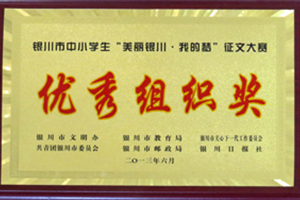 银川市中小学生“美丽银川·我的梦”征文大赛
优秀组织奖
银川市文明办 银川市教育局 银川市关心下一代工作委员会
共青团银川市委员会 银川市邮政局 银川日报社
二〇一三年六月